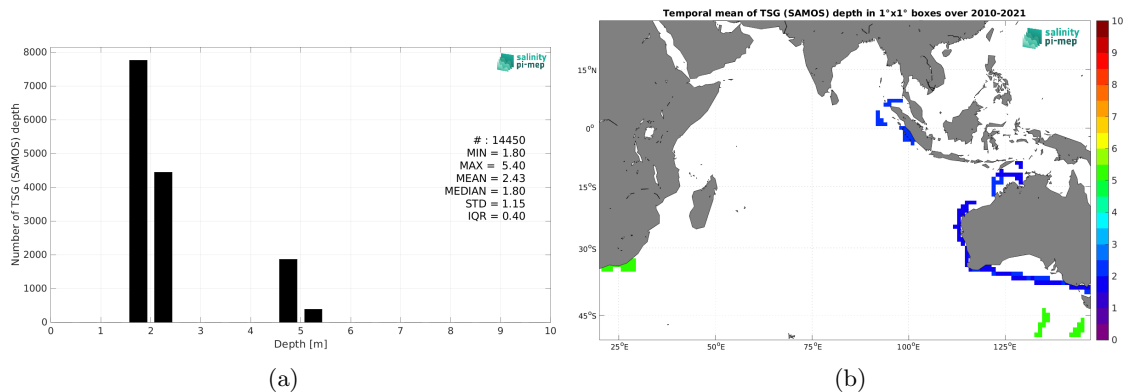 8000
7000
6000
5000
4000
3000
2000
1000
0
Number of TSG (SAMOS) depth
0 1 2 3 4 5 6 7 8 9 10
Depth [m]
salinity
pi-mep
# : 14450
MIN = 1.80
MAX = 5.40
MEAN = 2.43
MEDIAN = 1.80
STD = 1.15
IQR = 0.40
(a)
Temporal mean of TSG (SAMOS) depth in 1°x1° boxes over 2010-2021
salinity
pi-mep
15°N
0°
15°S
30°S
45°S
25°E 50°E 75°E 100°E 125°E
10
9
8
7
6
5
4
3
2
1
0
(b)